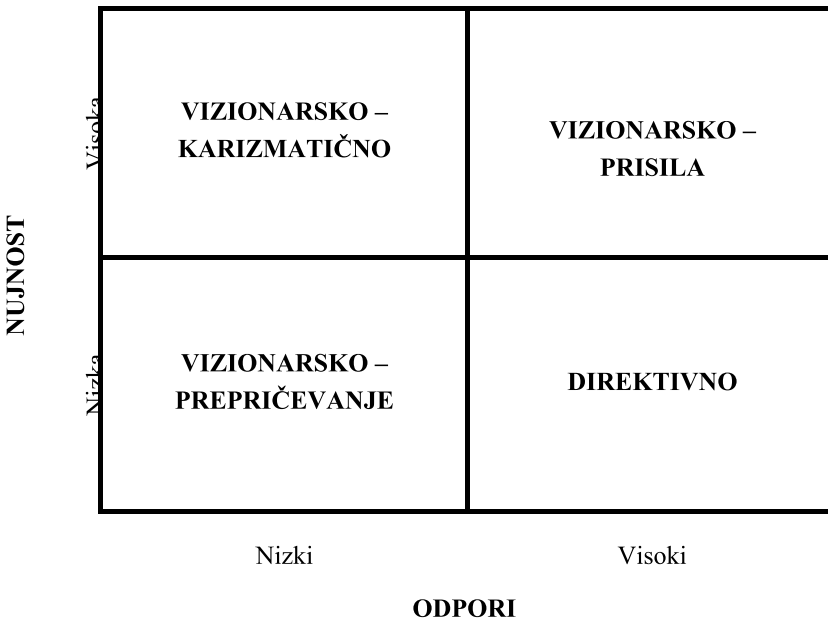 VIZIONARSKO –
KARIZMATIČNO
VIZIONARSKO –
PRISILA
Visoka
NUJNOST
VIZIONARSKO –
PREPRIČEVANJE
DIREKTIVNO
Nizka
Nizki
Visoki
ODPORI